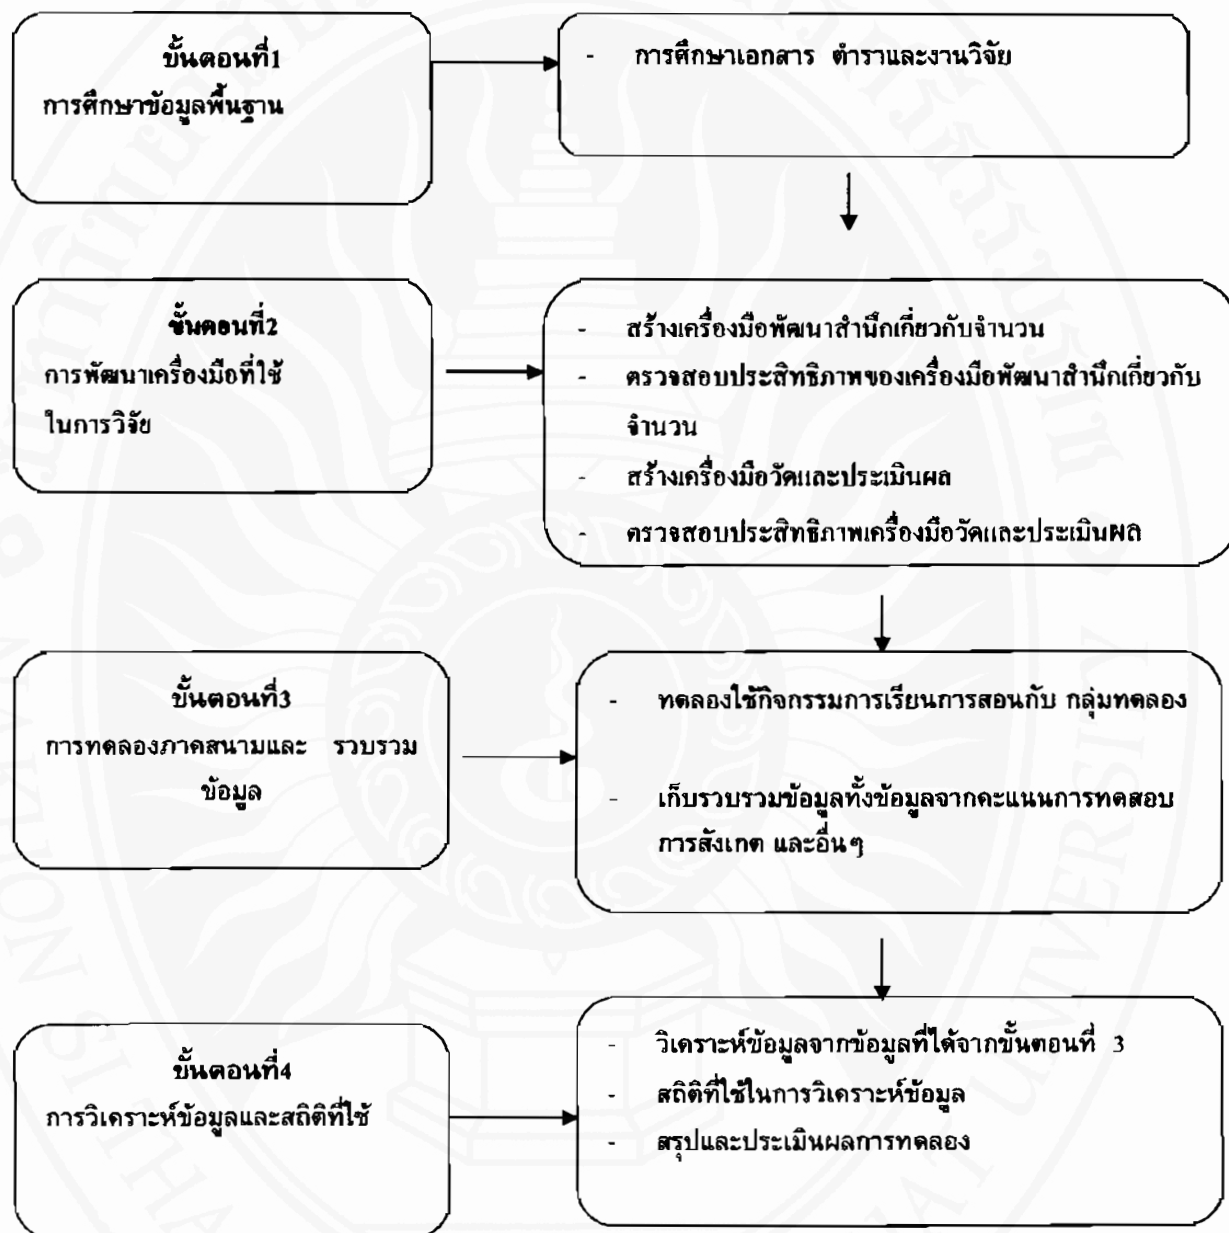 ขั้นตอนที่1
การศึกษาข้อมูลพื้นฐาน
- การศึกษาเอกสาร ตำราและงานวิจัย
ขั้นตอนที่2
การพัฒนาเครื่องมือที่ใช้
ในการวิจัย
- สร้างเครื่องมือพัฒนาสำนึกเกี่ยวกับจำนวน
- ตรวจสอบประสิทธิภาพของเครื่องมือพัฒนาสำนึกเกี่ยวกับ
จำนวน
- สร้างเครื่องมือวัดและประเมินผล
- ตรวจสอบประสิทธิภาพเครื่องมือวัดและประเมินผล
ขั้นตอนที่3
การทดลองภาคสนามและ รวบรวม
ข้อมูล
- ทดลองใช้กิจกรรมการเรียนการสอนกับ กลุ่มทดลอง
- เก็บรวบรวมข้อมูลทั้งข้อมูลจากคะแนนการทดสอบ
การสังเกต และอื่นๆ
ขั้นตอนที่4
การวิเคราะห์ข้อมูลและสถิติที่ใช้
- วิเคราะห์ข้อมูลจากข้อมูลที่ได้จากขั้นตอนที่ 3
- สถิติที่ใช้ในการวิเคราะห์ข้อมูล
- สรุปและประเมินผลการทดลอง